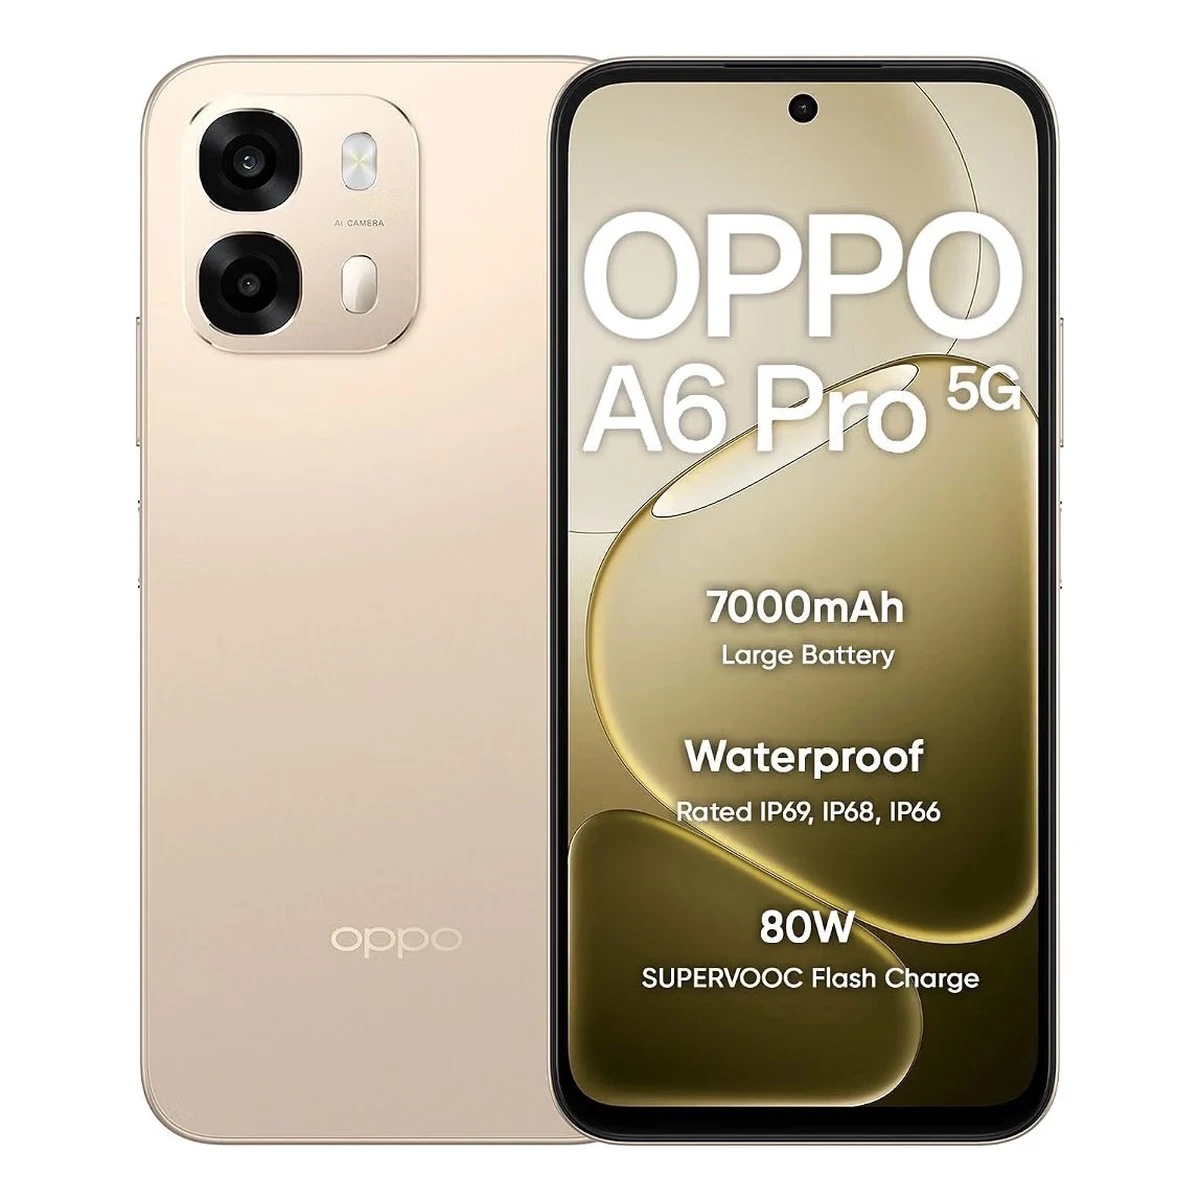 AI CAMERA
oppo
OPPO
A6 Pro 5G
7000mAh
Large Battery
Waterproof
Rated IP69, IP68, IP66
80W
SUPERVOOC Flash Charge